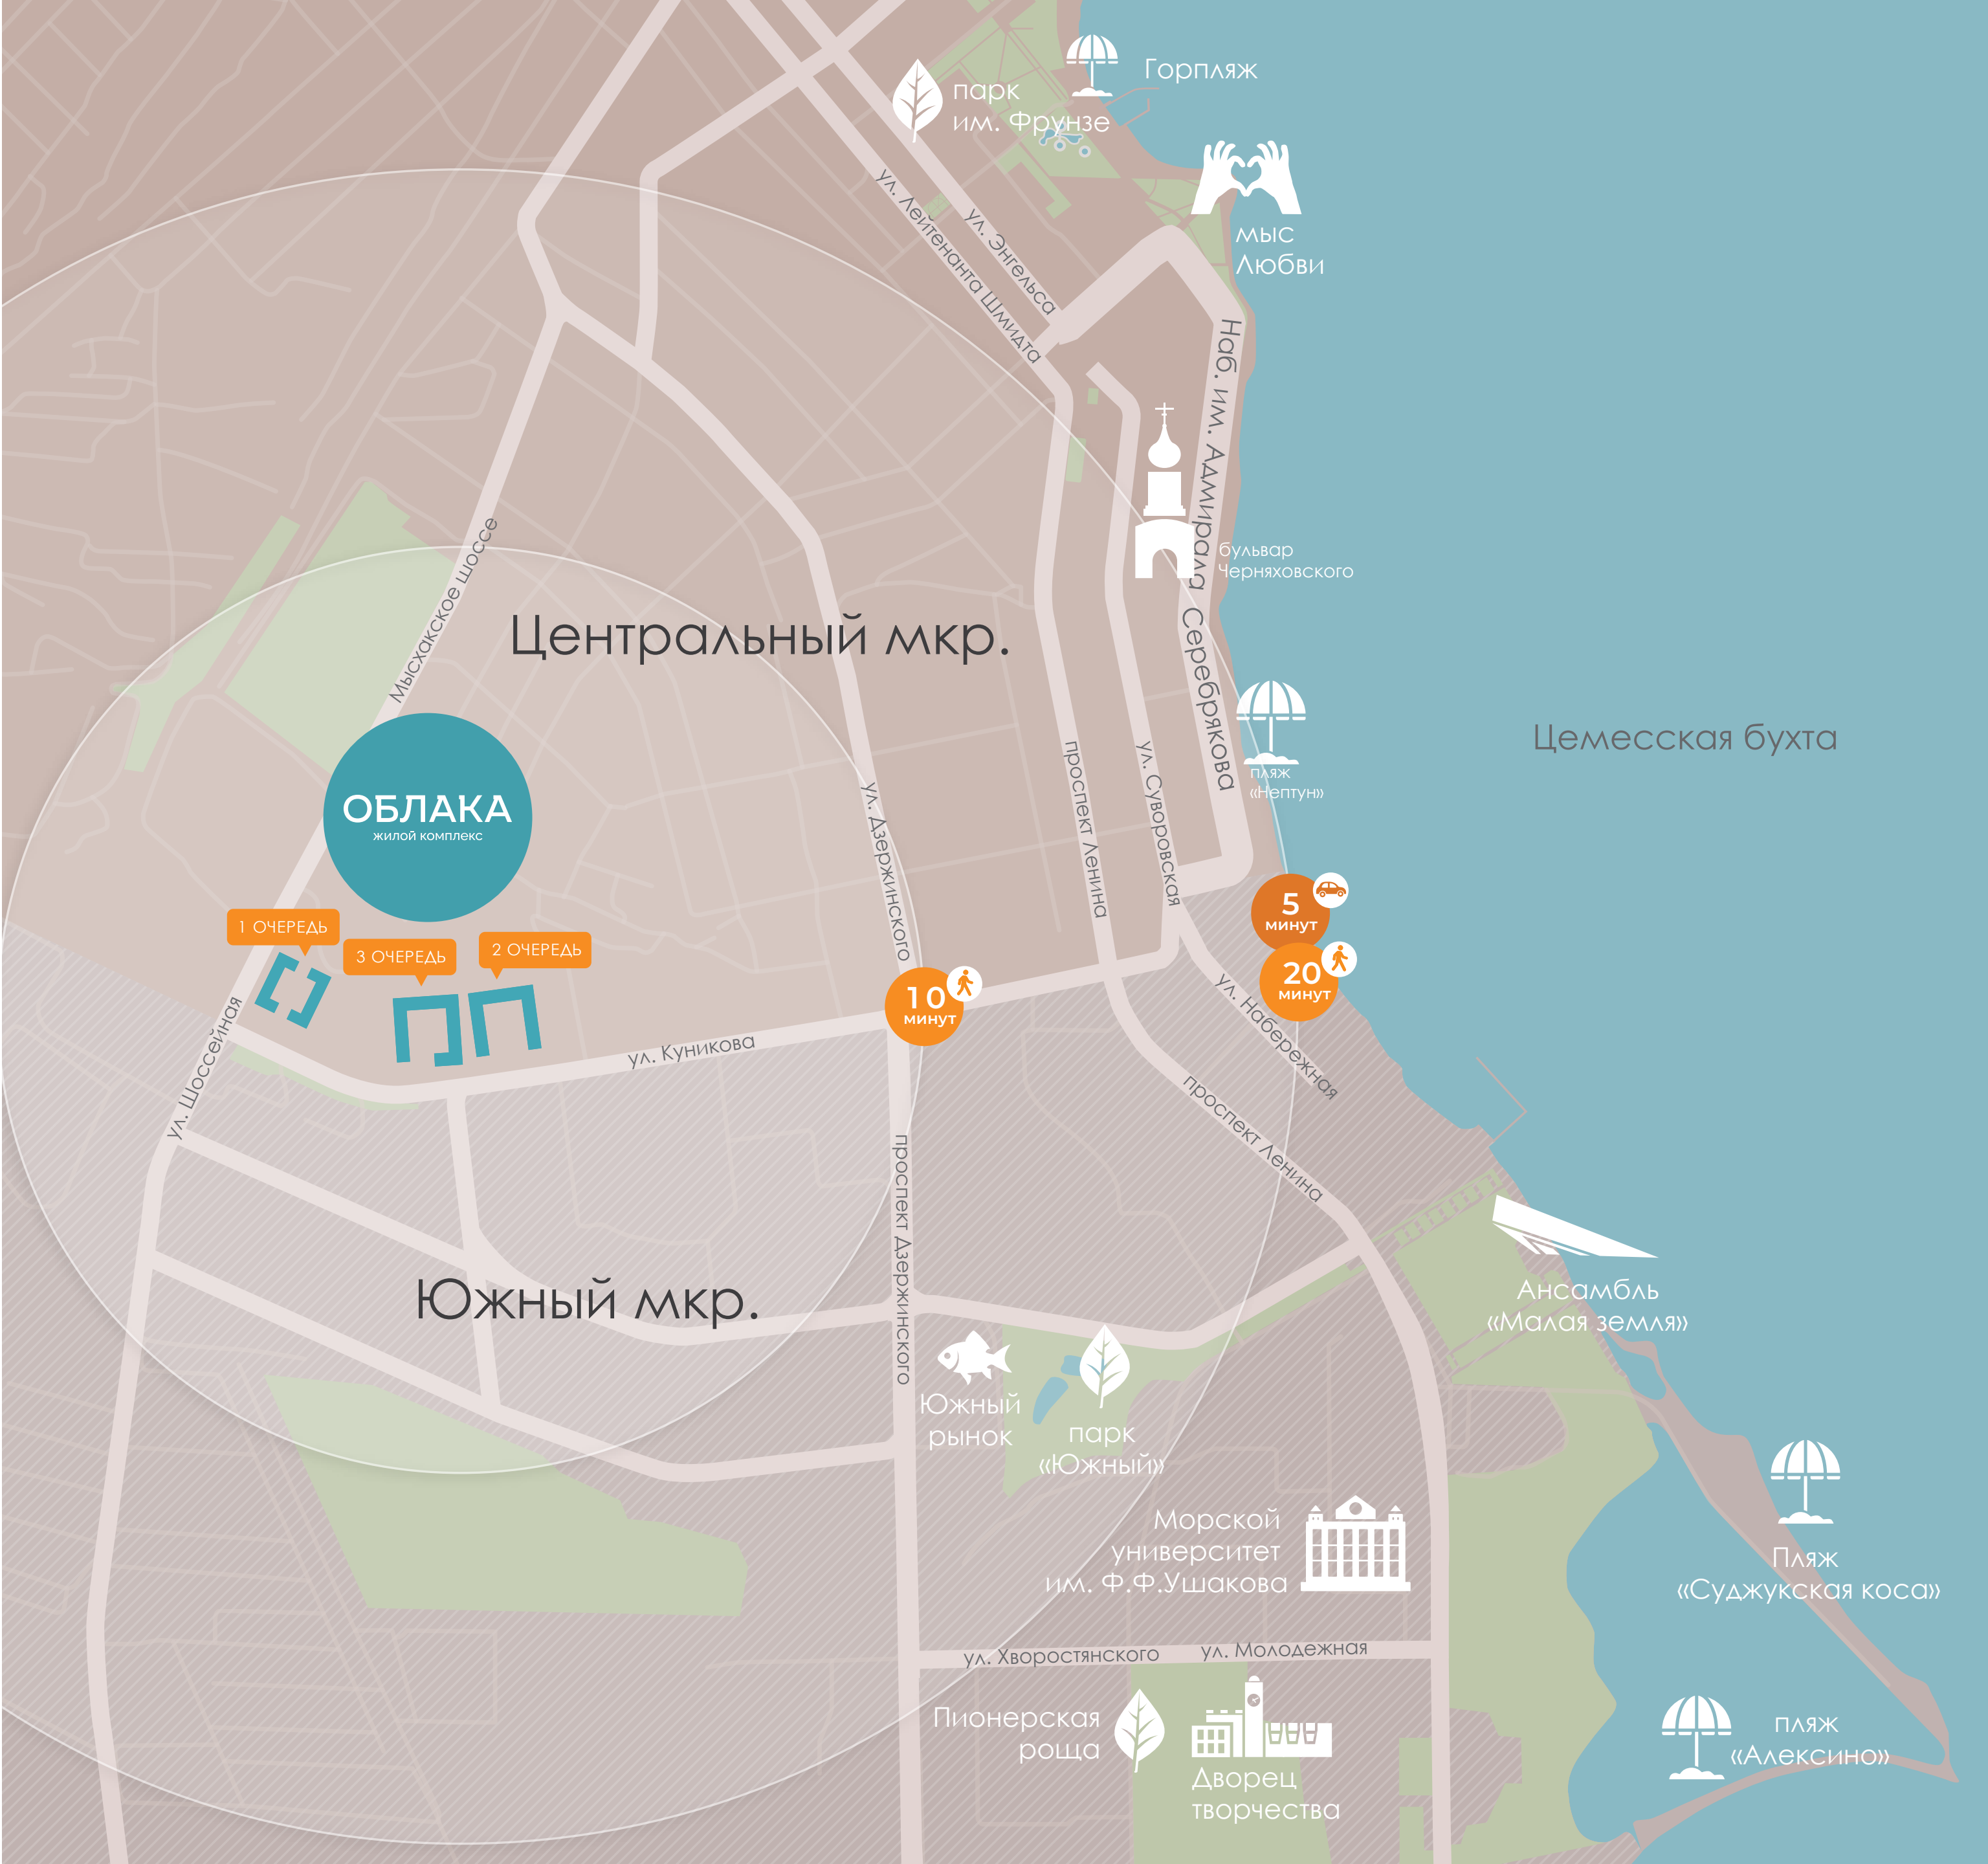 Горпляж
парк
им. Фрунзе
мыс
Любви
ул. Лейтенанта Шмидта
ул. Энгельса
Наб. им. Адмирала Серебрякова
бульвар
Черняховского
Мысхакское шоссе
Центральный мкр.
Цемесская бухта
пляж
«Нептун»
ОБЛАКА
жилой комплекс
ул. Дзержинского
проспект Ленина
ул. Суворовская
1 ОЧЕРЕДЬ
3 ОЧЕРЕДЬ
2 ОЧЕРЕДЬ
5
минут
20
минут
10
минут
ул. Шоссейная
ул. Куникова
ул. Набережная
проспект Ленина
проспект Дзержинского
Южный мкр.
Ансамбль
«Малая земля»
Южный
рынок
парк
«Южный»
Морской
университет
им. Ф.Ф.Ушакова
Пляж
«Суджукская коса»
ул. Хворостянского
ул. Молодежная
Пионерская
роща
Дворец
творчества
пляж
«Алексино»